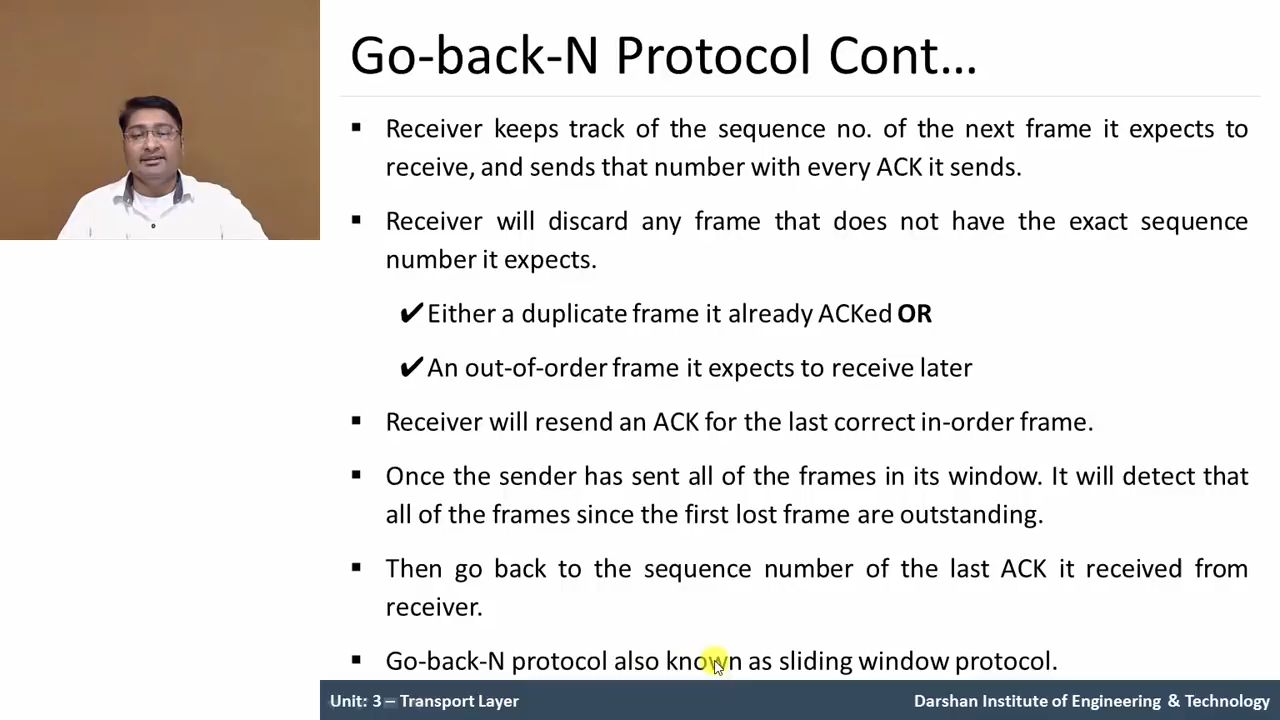 Go-back-N Protocol Cont...
▪ Receiver keeps track of the sequence no. of the next frame it expects to
receive, and sends that number with every ACK it sends.
▪ Receiver will discard any frame that does not have the exact sequence
number it expects.
✔Either a duplicate frame it already ACKed OR
✔An out-of-order frame it expects to receive later
▪ Receiver will resend an ACK for the last correct in-order frame.
▪ Once the sender has sent all of the frames in its window. It will detect that
all of the frames since the first lost frame are outstanding.
▪ Then go back to the sequence number of the last ACK it received from
receiver.
▪ Go-back-N protocol also known as sliding window protocol.
Unit: 3 – Transport Layer
Darshan Institute of Engineering & Technology